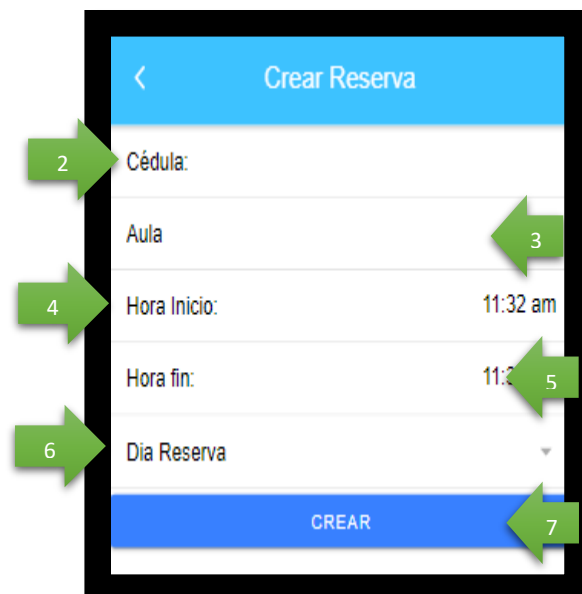 Crear Reserva
2 Cédula:
Aula 3
4 Hora Inicio: 11:32 am
Hora fin: 5
6 Dia Reserva
CREAR 7